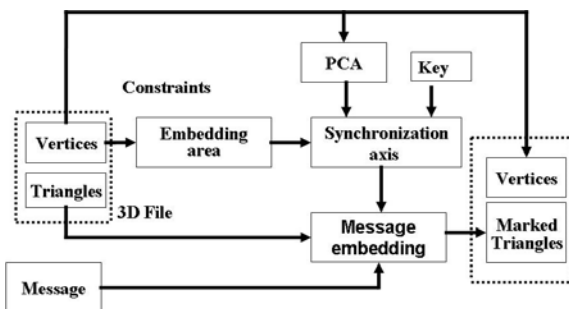 PCA
Key
Constraints
Vertices
Embedding
area
Synchronization
axis
Triangles
3D File
Message
embedding
Vertices
Marked
Triangles
Message